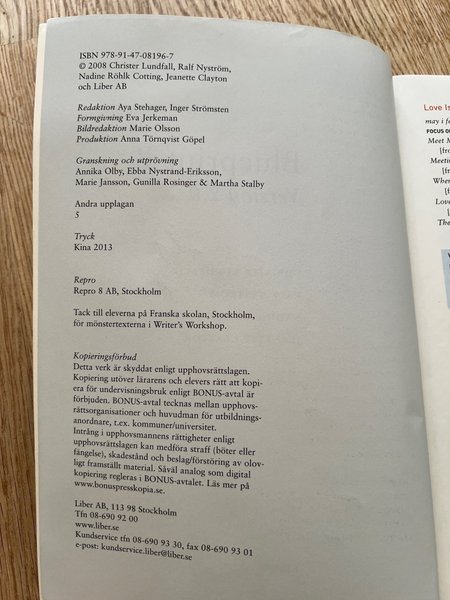 ISBN 978-91-47-08196-7
© 2008 Christer Lundfall, Ralf Nyström,
Nadine Röhlk Cotting, Jeanette Clayton
och Liber AB
Redaktion Aya Stehager, Inger Strömsten
Formgivning Eva Jerkeman
Bildredaktion Marie Olsson
Produktion Anna Törnqvist Göpel
Granskning och utprövning
Annika Olby, Ebba Nystrand-Eriksson,
Marie Jansson, Gunilla Rosinger & Martha Stalby
Andra upplagan
5
Tryck
Kina 2013
Repro
Repro 8 AB, Stockholm
Tack till eleverna på Franska skolan, Stockholm,
för mönstertexterna i Writer's Workshop.
Kopieringsförbud
Detta verk är skyddat enligt upphovsrättslagen.
Kopiering utöver lärarens och elevers rätt att kopi-
era för undervisningsbruk enligt BONUS-avtal är
förbjuden. BONUS-avtal tecknas mellan upphovs-
rättsorganisationer och huvudman för utbildnings-
anordnare, t.ex. kommuner/universitet.
Intrång i upphovsmannens rättigheter enligt
upphovsrättslagen kan medföra straff (böter eller
fängelse), skadestånd och beslag/förstöring av olov-
ligt framställt material. Såväl analog som digital
kopiering regleras i BONUS-avtalet. Läs mer på
www.bonuspresskopia.se.
Liber AB, 113 98 Stockholm
Tfn 08-690 92 00
www.liber.se
Kundservice tfn 08-690 93 30, fax 08-690 93 01
e-post: kundservice.liber@liber.se
Love Is
may i fe
FOCUS O
Meet M
[fro
Meetin
[fr
When
[f
Love
[
The